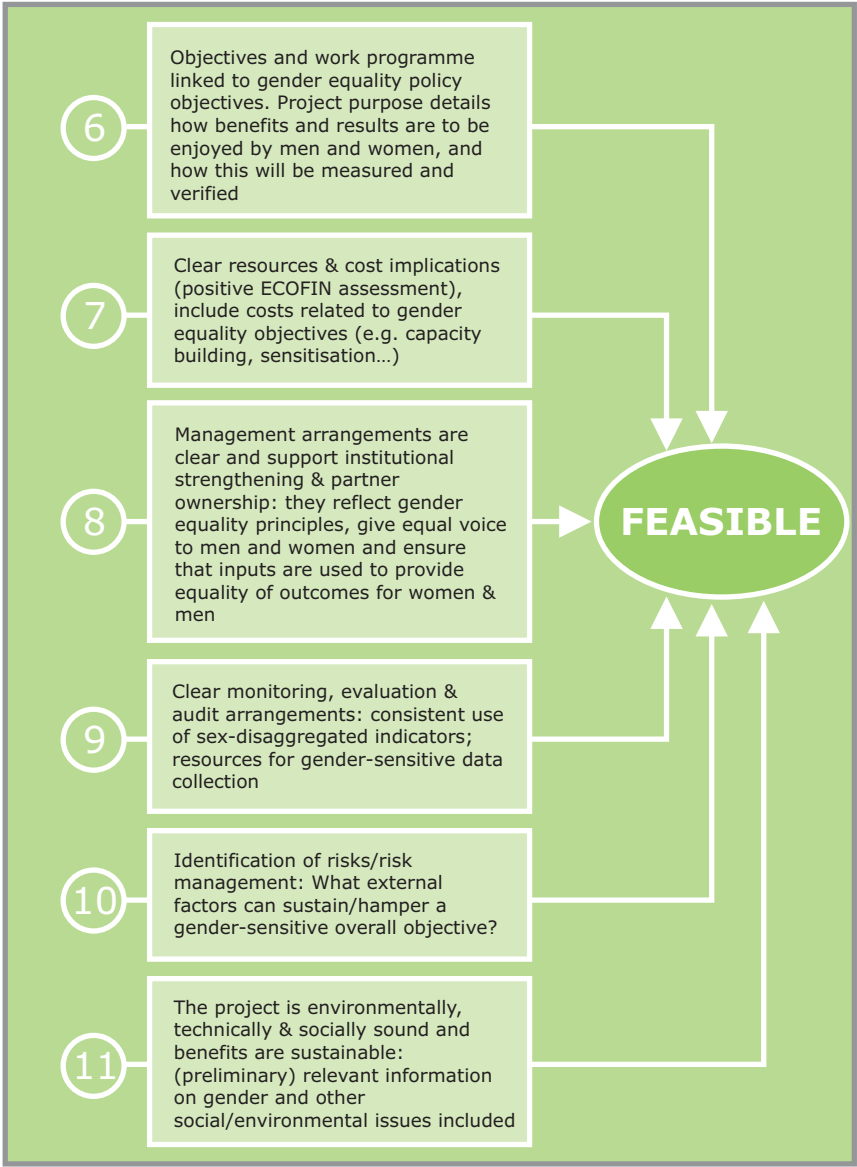 6
Objectives and work programme
linked to gender equality policy
objectives. Project purpose details
how benefits and results are to be
enjoyed by men and women, and
how this will be measured and
verified
7
Clear resources & cost implications
(positive ECOFIN assessment),
include costs related to gender
equality objectives (e.g. capacity
building, sensitisation…)
8
Management arrangements are
clear and support institutional
strengthening & partner
ownership: they reflect gender
equality principles, give equal voice
to men and women and ensure
that inputs are used to provide
equality of outcomes for women &
men
FEASIBLE
9
Clear monitoring, evaluation &
audit arrangements: consistent use
of sex-disaggregated indicators;
resources for gender-sensitive data
collection
10
Identification of risks/risk
management: What external
factors can sustain/hamper a
gender-sensitive overall objective?
11
The project is environmentally,
technically & socially sound and
benefits are sustainable:
(preliminary) relevant information
on gender and other
social/environmental issues included